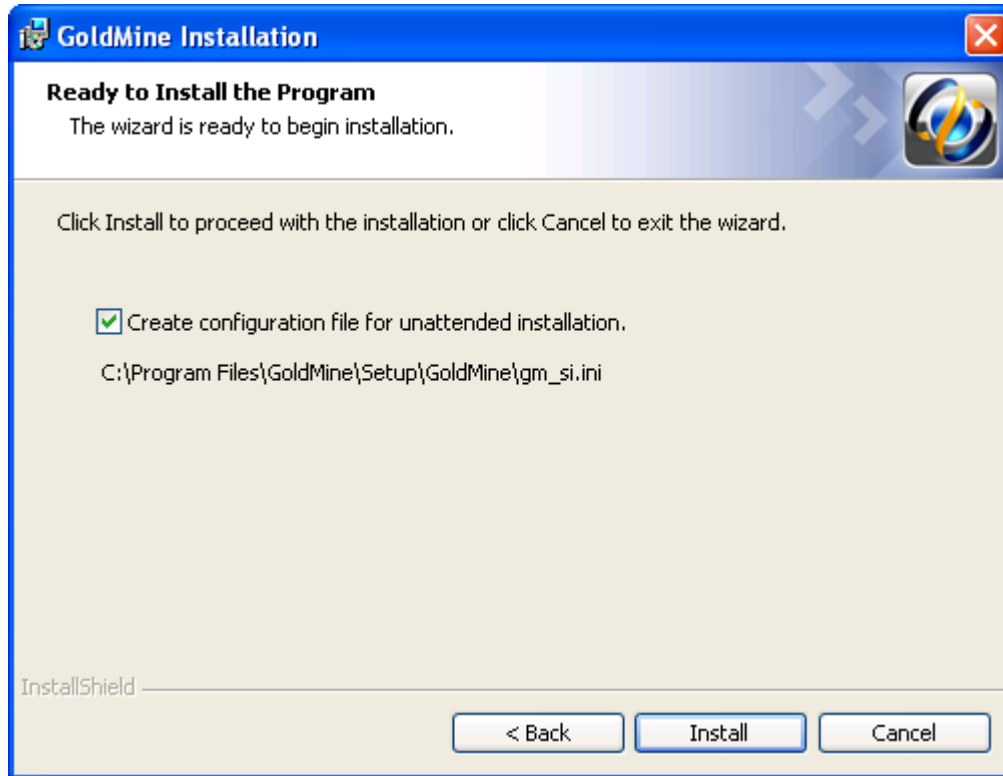 GoldMine Installation
Ready to Install the Program
The wizard is ready to begin installation.
Click Install to proceed with the installation or click Cancel to exit the wizard.
Create configuration file for unattended installation.
C:\Program Files\GoldMine\Setup\GoldMine\gm_si.ini
InstallShield
< Back
Install
Cancel